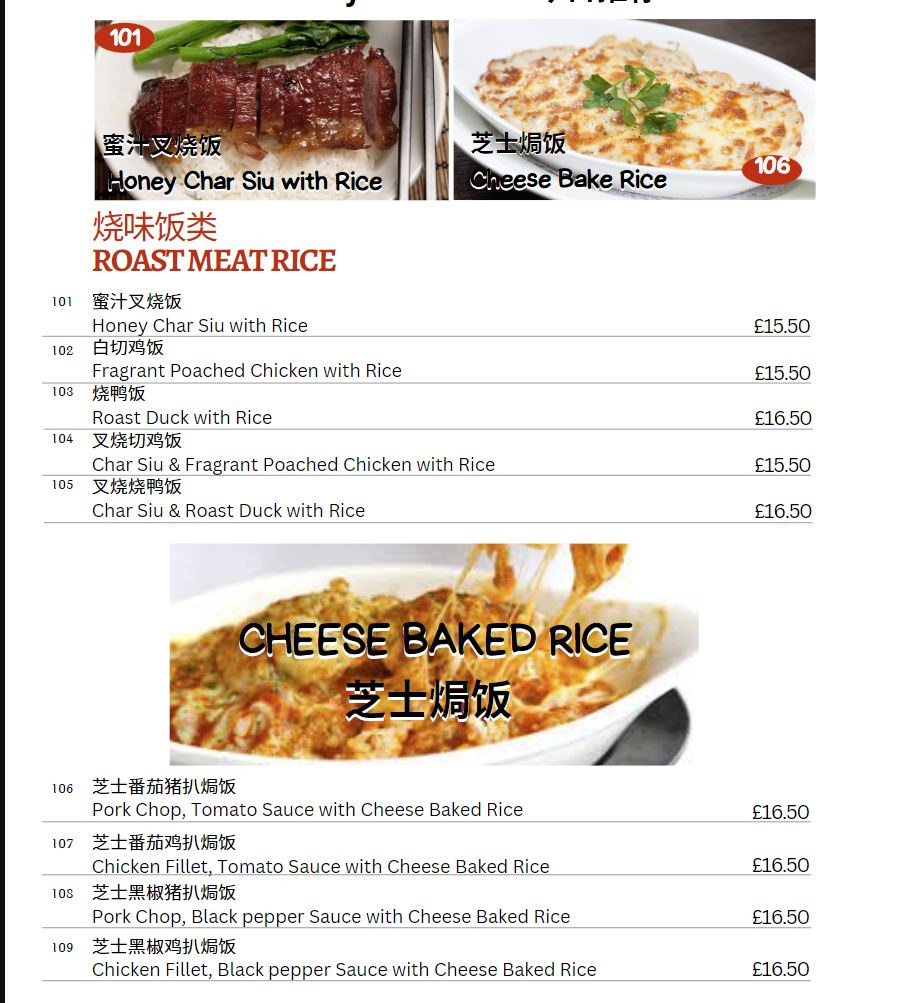 101
蜜汁叉烧饭
Honey Char Siu with Rice
芝士焗饭
Cheese Bake Rice
106
烧味饭类
ROAST MEAT RICE
101 蜜汁叉烧饭
Honey Char Siu with Rice £15.50
102 白切鸡饭
Fragrant Poached Chicken with Rice £15.50
103 烧鸭饭
Roast Duck with Rice £16.50
104 叉烧切鸡饭
Char Siu & Fragrant Poached Chicken with Rice £15.50
105 叉烧烧鸭饭
Char Siu & Roast Duck with Rice £16.50
CHEESE BAKED RICE
芝士焗饭
106 芝士番茄猪扒焗饭
Pork Chop, Tomato Sauce with Cheese Baked Rice £16.50
107 芝士番茄鸡扒焗饭
Chicken Fillet, Tomato Sauce with Cheese Baked Rice £16.50
108 芝士黑椒猪扒焗饭
Pork Chop, Black pepper Sauce with Cheese Baked Rice £16.50
109 芝士黑椒鸡扒焗饭
Chicken Fillet, Black pepper Sauce with Cheese Baked Rice £16.50